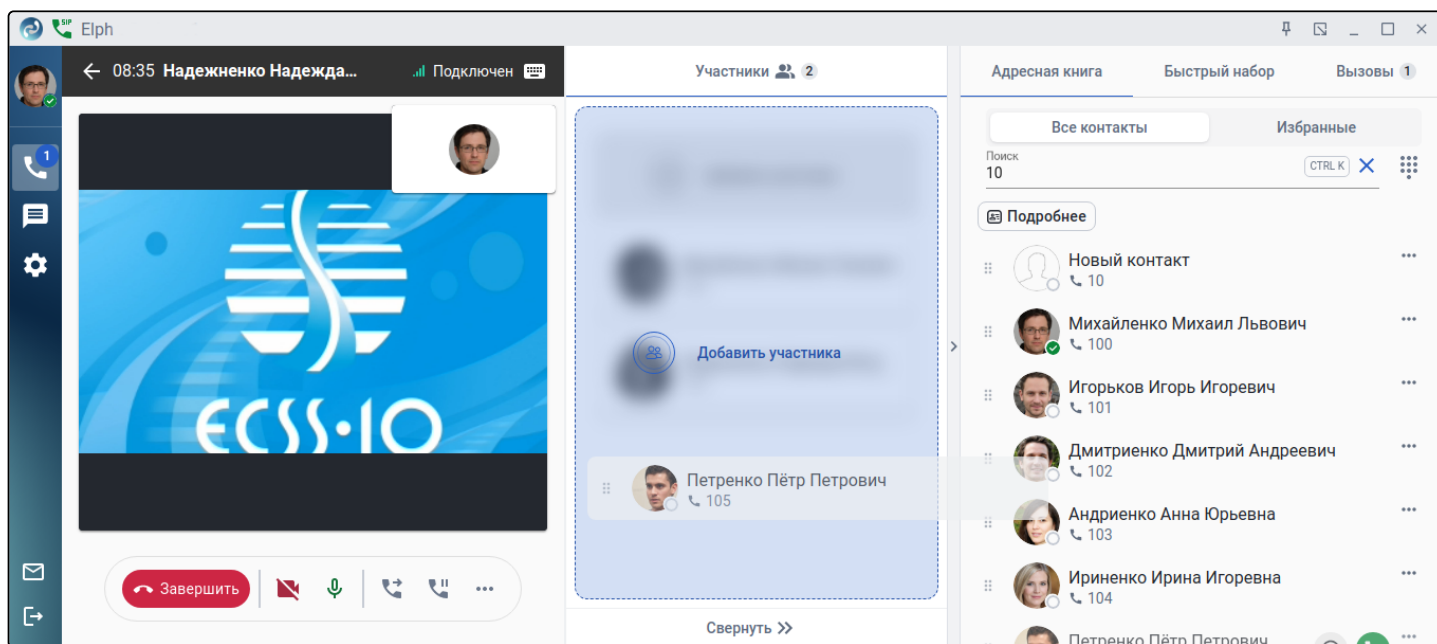 SIP Elph
08:35 Надежненко Надежда... Подключен
Участники 2
Адресная книга Быстрый набор Вызовы 1
Все контакты Избранные
Поиск
10 CTRL K
1
Подробнее
Новый контакт
10
Михайленко Михаил Львович
100
Игорьков Игорь Игоревич
101
Дмитриенко Дмитрий Андреевич
102
Андриенко Анна Юрьевна
103
Ириненко Ирина Игоревна
104
Петренко Пётр Петрович
ECSS·10
Добавить участника
Петренко Пётр Петрович
105
Завершить
Свернуть